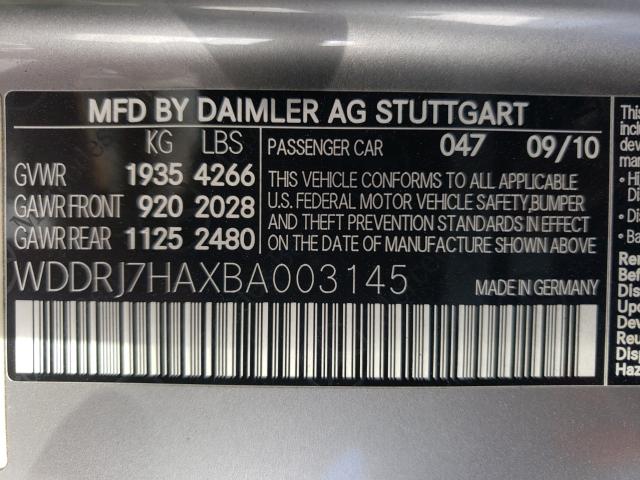 MFD BY DAIMLER AG STUTTGART
KG LBS
GVWR 1935 4266
GAWR FRONT 920 2028
GAWR REAR 1125 2480
PASSENGER CAR 047 09/10
THIS VEHICLE CONFORMS TO ALL APPLICABLE
U.S. FEDERAL MOTOR VEHICLE SAFETY,BUMPER
AND THEFT PREVENTION STANDARDS IN EFFECT
ON THE DATE OF MANUFACTURE SHOWN ABOVE
WDDRJ7HAXBA003145 MADE IN GERMANY
This